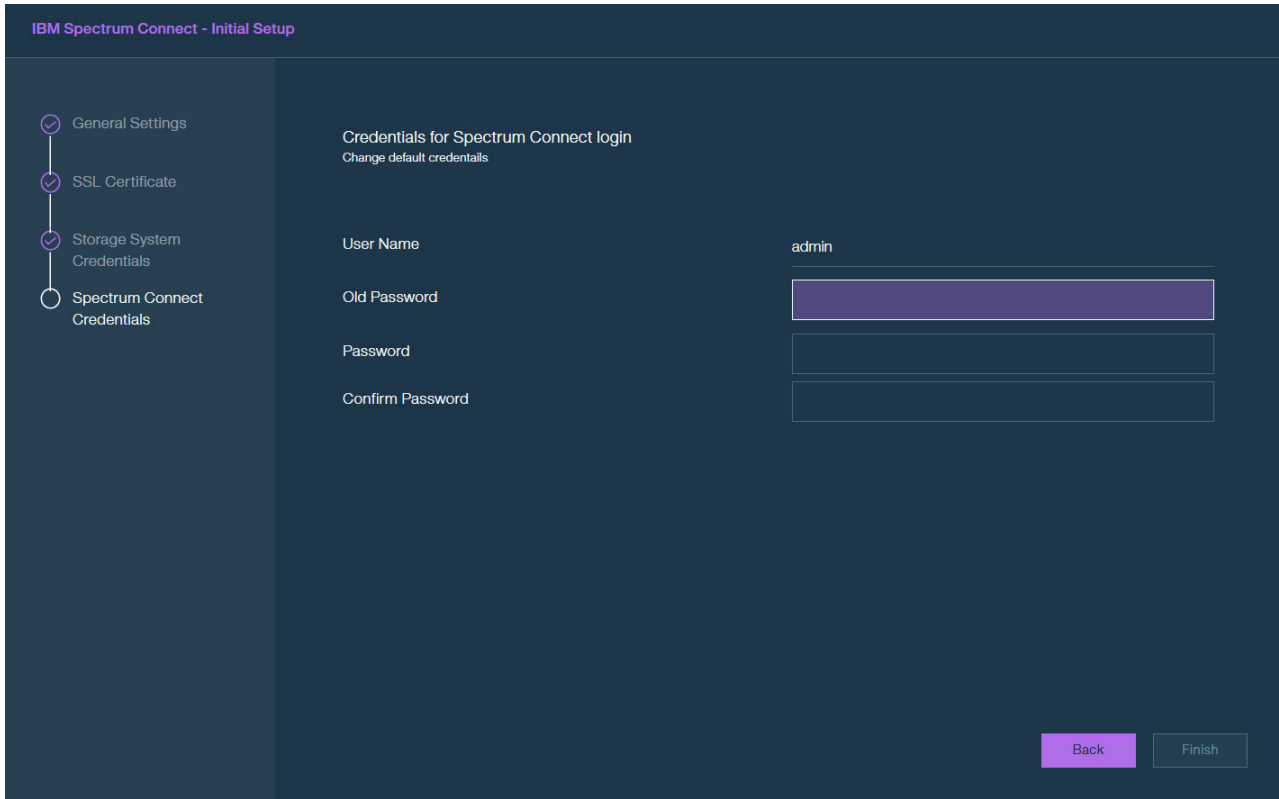 IBM Spectrum Connect - Initial Setup
General Settings
SSL Certificate
Storage System
Credentials
Spectrum Connect
Credentials
Credentials for Spectrum Connect login
Change default credentails
User Name
admin
Old Password
Password
Confirm Password
Back
Finish